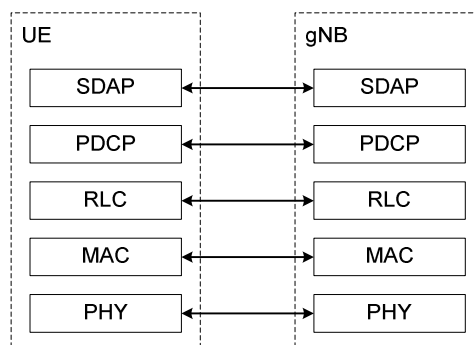 UE gNB
SDAP SDAP
PDCP PDCP
RLC RLC
MAC MAC
PHY PHY